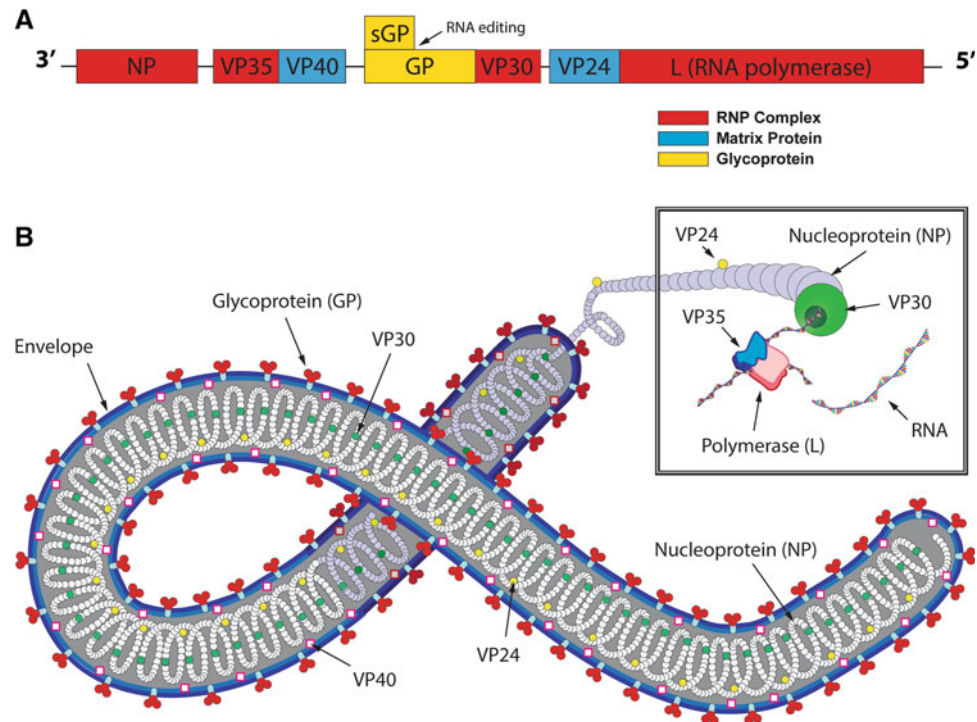 A
sGP
RNA editing
3’
NP
VP35
VP40
GP
VP30
VP24
L (RNA polymerase)
5’
RNP Complex
Matrix Protein
Glycoprotein
B
VP24
Nucleoprotein (NP)
VP30
VP35
Polymerase (L)
RNA
Glycoprotein (GP)
VP30
Envelope
Nucleoprotein (NP)
VP24
VP40